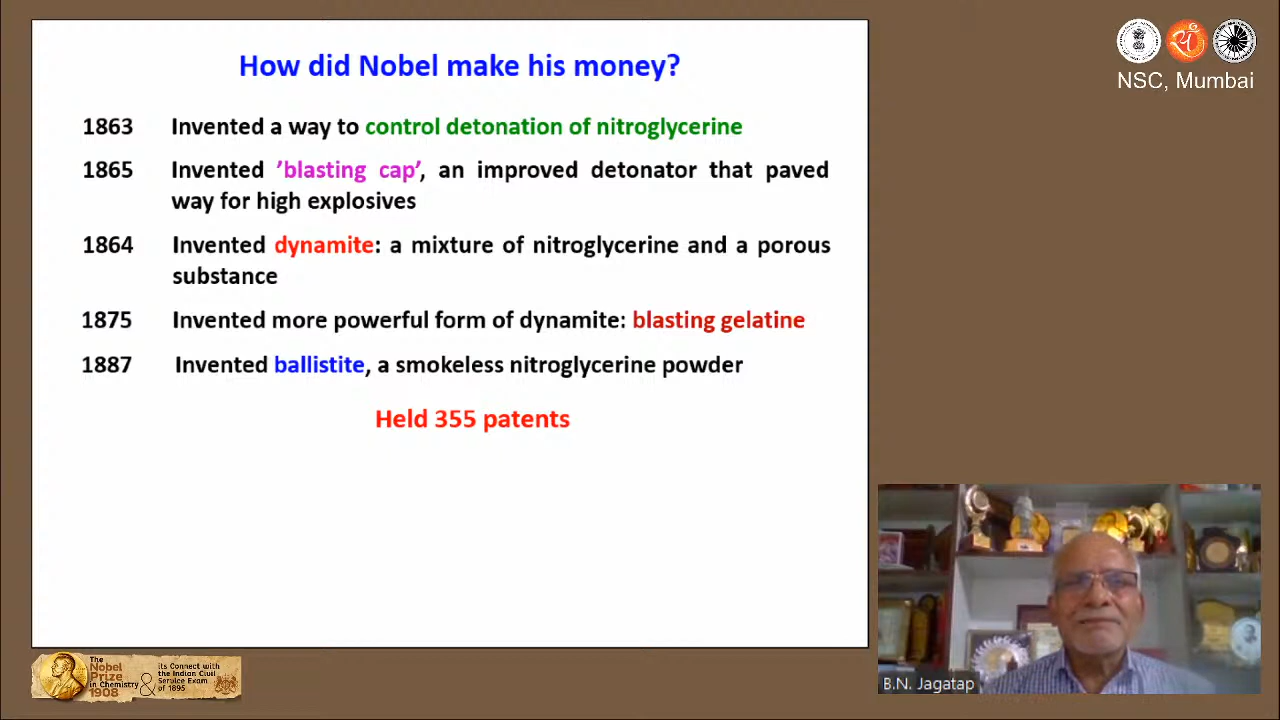 How did Nobel make his money?
1863 Invented a way to control detonation of nitroglycerine
1865 Invented ’blasting cap’, an improved detonator that paved
way for high explosives
1864 Invented dynamite: a mixture of nitroglycerine and a porous
substance
1875 Invented more powerful form of dynamite: blasting gelatine
1887 Invented ballistite, a smokeless nitroglycerine powder
Held 355 patents
NSC, Mumbai
The
Nobel
Prize
in Chemistry
1908
&
its Connect with
the Indian Civil
Service Exam
of 1895
B.N. Jagatap